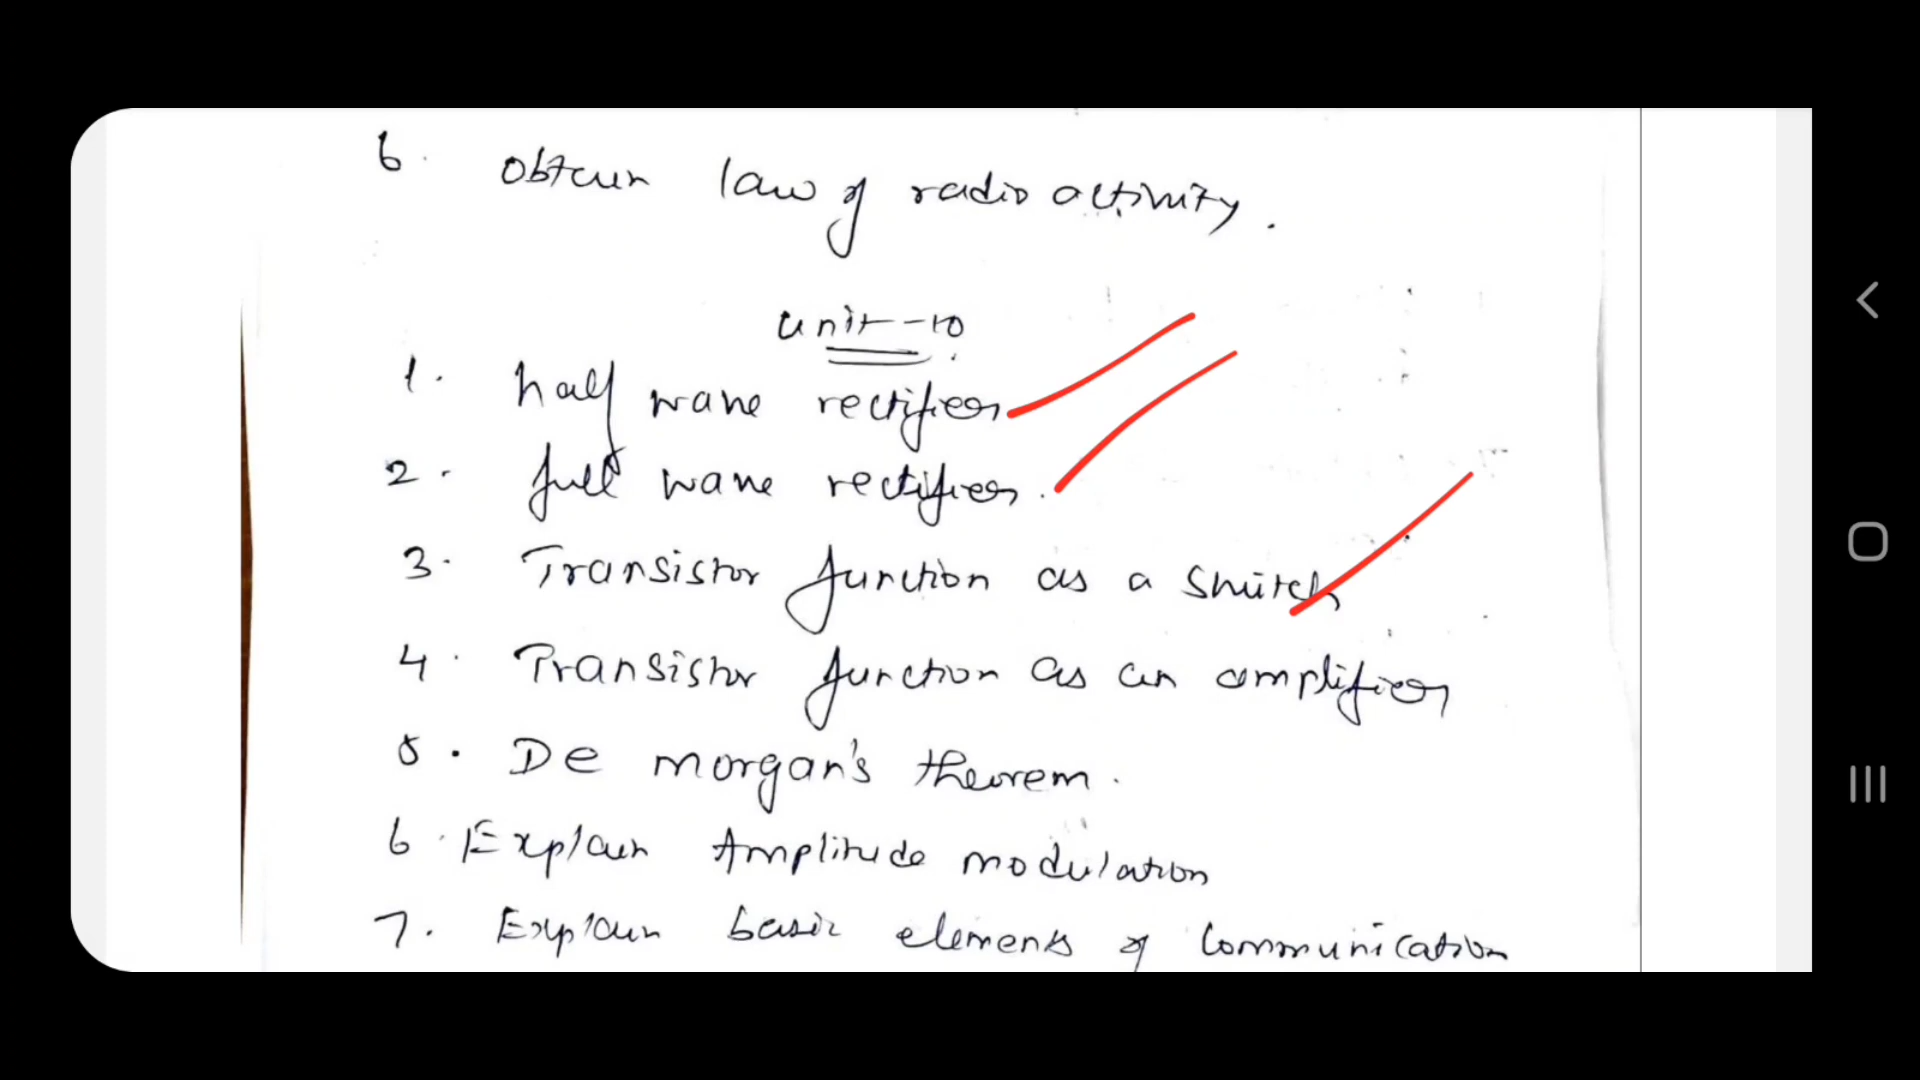 6. Obtain law of radio activity.
Unit-10
1. half wave rectifier
2. full wave rectifier.
3. Transistor function as a Switch
4. Transistor function as an amplifier
5. De morgan's theorem.
6. Explain Amplitude modulation
7. Explain basic elements of Communication